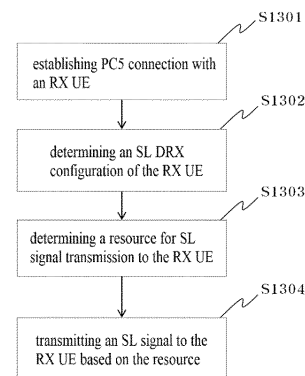 S1301
establishing PC5 connection with
an RX UE
S1302
determining an SL DRX
configuration of the RX UE
S1303
determining a resource for SL
signal transmission to the RX UE
S1304
transmitting an SL signal to the
RX UE based on the resource